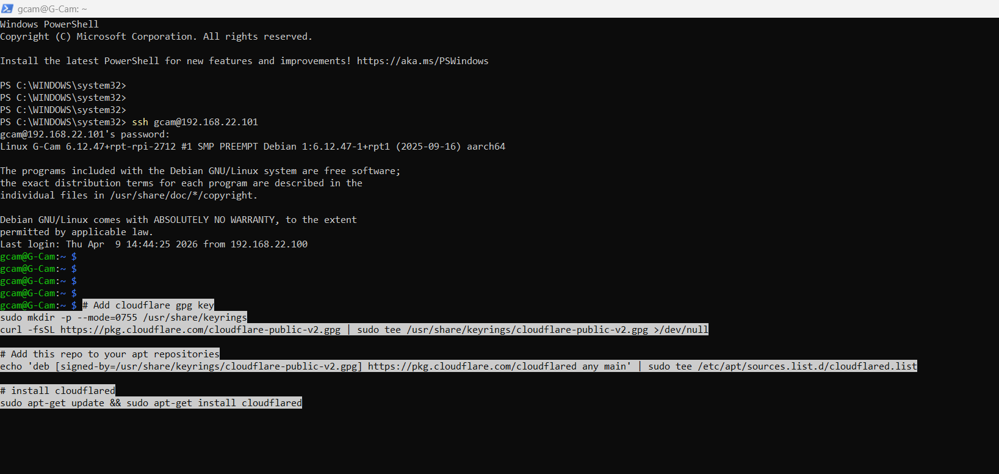 gcam@G-Cam: ~
Windows PowerShell
Copyright (C) Microsoft Corporation. All rights reserved.
Install the latest PowerShell for new features and improvements! https://aka.ms/PSWindows
PS C:\WINDOWS\system32>
PS C:\WINDOWS\system32>
PS C:\WINDOWS\system32>
PS C:\WINDOWS\system32> ssh gcam@192.168.22.101
gcam@192.168.22.101's password:
Linux G-Cam 6.12.47+rpt-rpi-2712 #1 SMP PREEMPT Debian 1:6.12.47-1+rpt1 (2025-09-16) aarch64
The programs included with the Debian GNU/Linux system are free software;
the exact distribution terms for each program are described in the
individual files in /usr/share/doc/*/copyright.
Debian GNU/Linux comes with ABSOLUTELY NO WARRANTY, to the extent
permitted by applicable law.
Last login: Thu Apr  9 14:44:25 2026 from 192.168.22.100
gcam@G-Cam:~ $
gcam@G-Cam:~ $
gcam@G-Cam:~ $
gcam@G-Cam:~ $
gcam@G-Cam:~ $ # Add cloudflare gpg key
sudo mkdir -p --mode=0755 /usr/share/keyrings
curl -fsSL https://pkg.cloudflare.com/cloudflare-public-v2.gpg | sudo tee /usr/share/keyrings/cloudflare-public-v2.gpg >/dev/null
# Add this repo to your apt repositories
echo 'deb [signed-by=/usr/share/keyrings/cloudflare-public-v2.gpg] https://pkg.cloudflare.com/cloudflared any main' | sudo tee /etc/apt/sources.list.d/cloudflared.list
# install cloudflared
sudo apt-get update && sudo apt-get install cloudflared